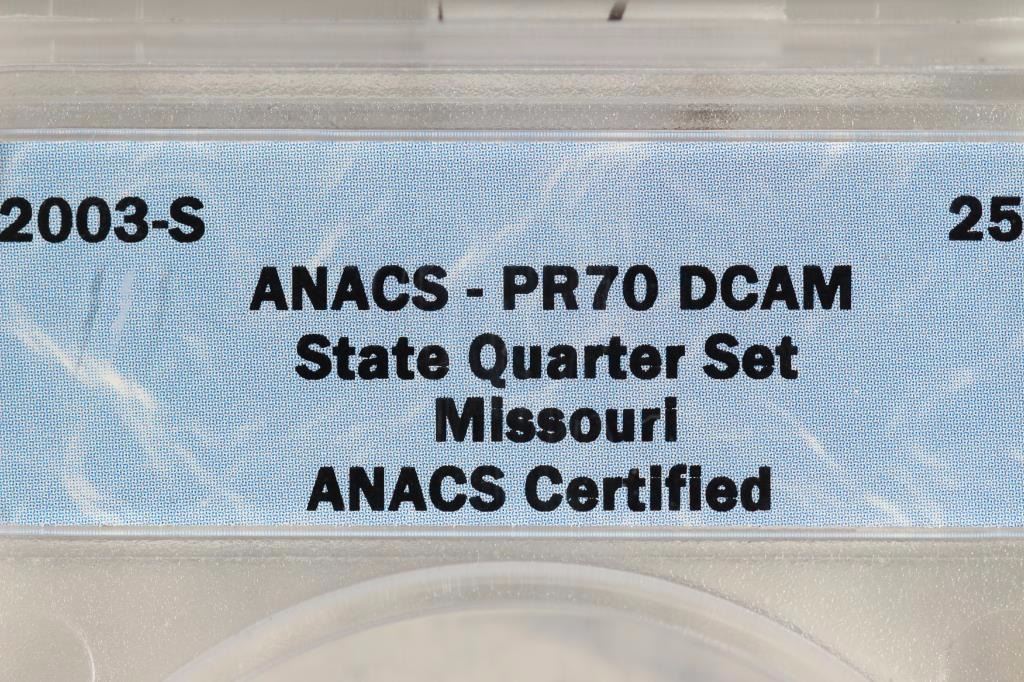 2003-S 25
ANACS - PR70 DCAM
State Quarter Set
Missouri
ANACS Certified